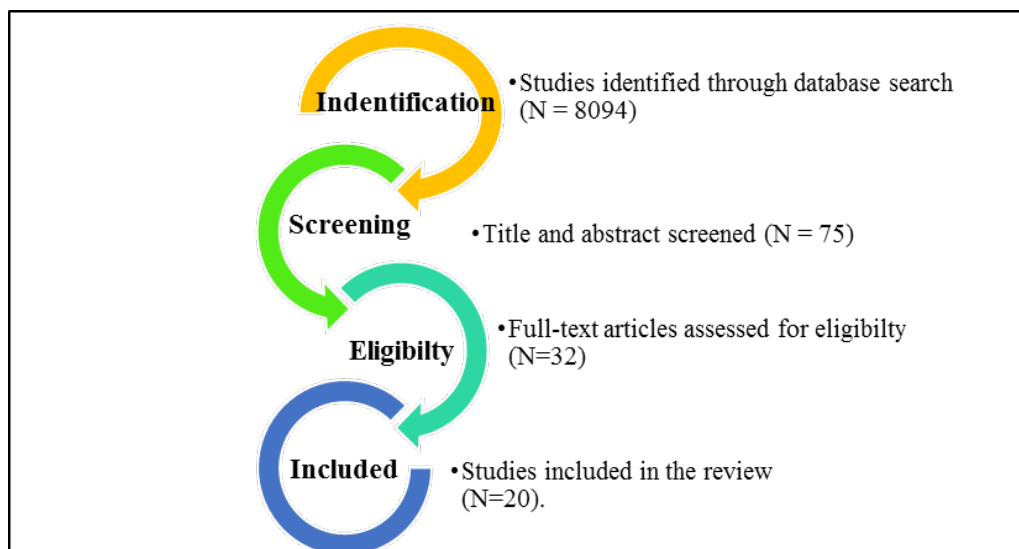 Indentification
•Studies identified through database search
(N = 8094)
Screening
•Title and abstract screened (N = 75)
Eligibilty
•Full-text articles assessed for eligibilty
(N=32)
Included
•Studies included in the review
(N=20).